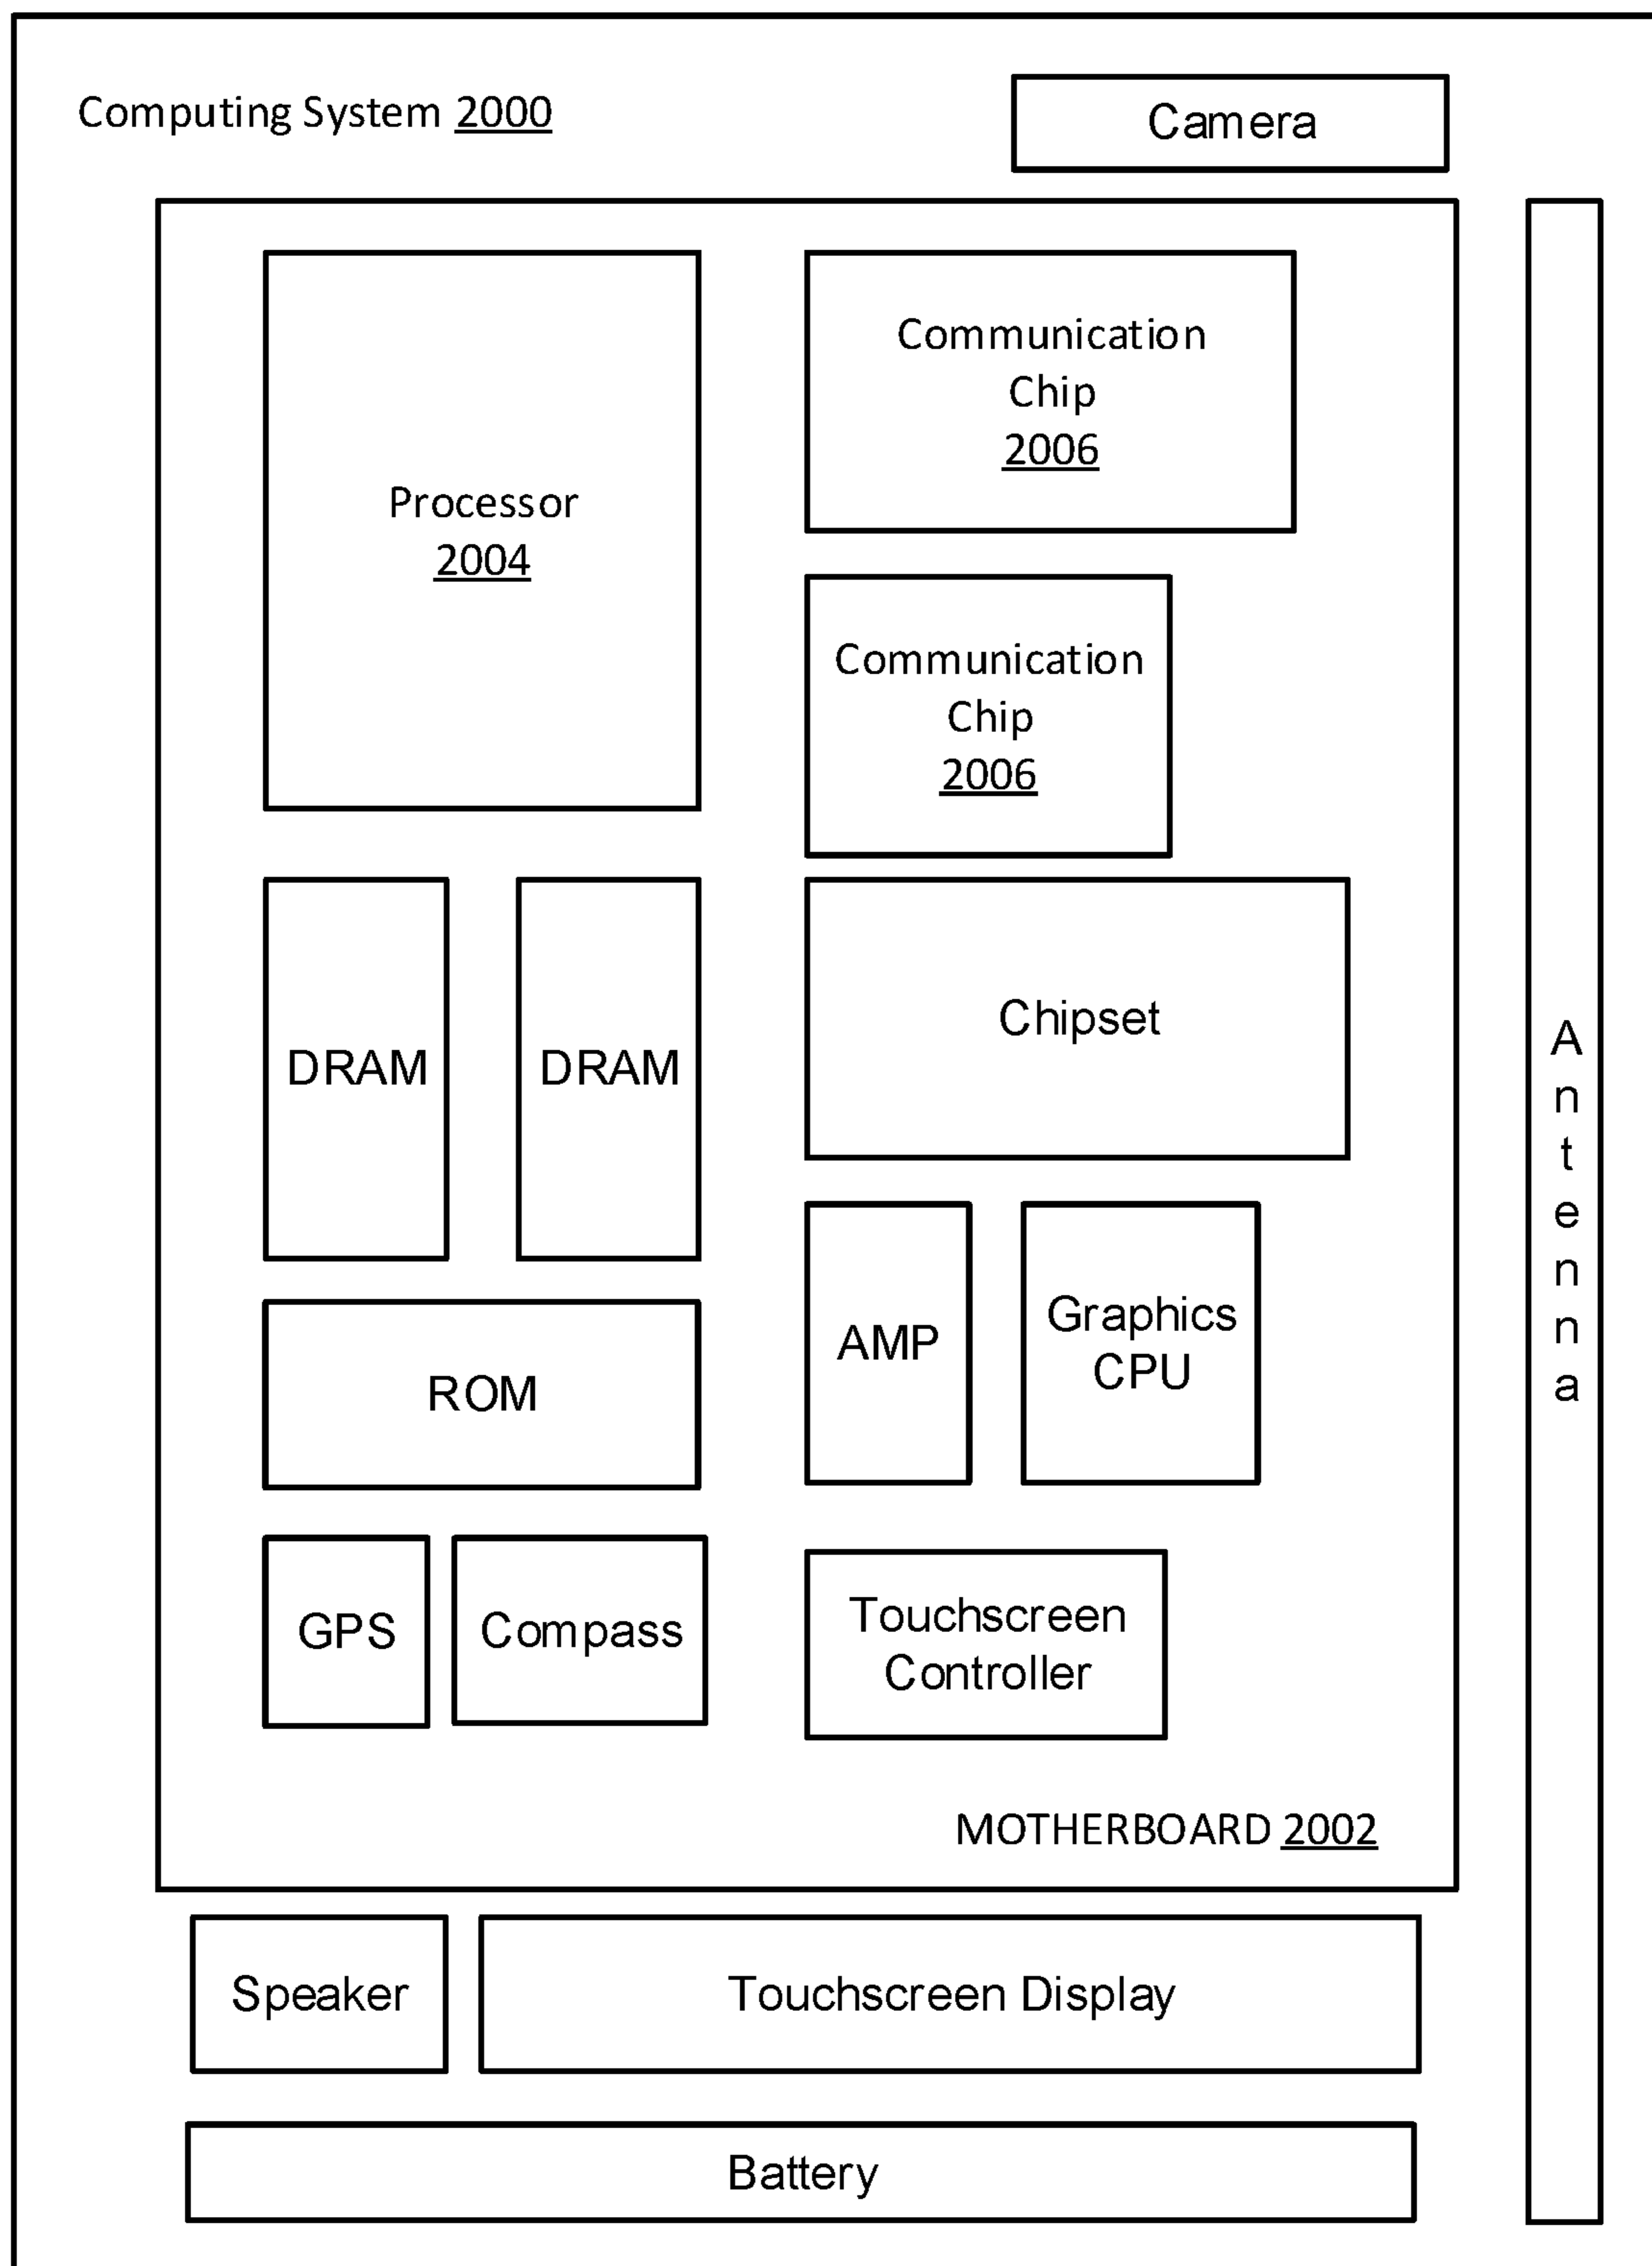 Computing System 2000
Camera
Processor
2004
Communication
Chip
2006
Communication
Chip
2006
DRAM
DRAM
Chipset
ROM
AMP
Graphics
CPU
GPS
Compass
Touchscreen
Controller
MOTHERBOARD 2002
Antenna
Speaker
Touchscreen Display
Battery